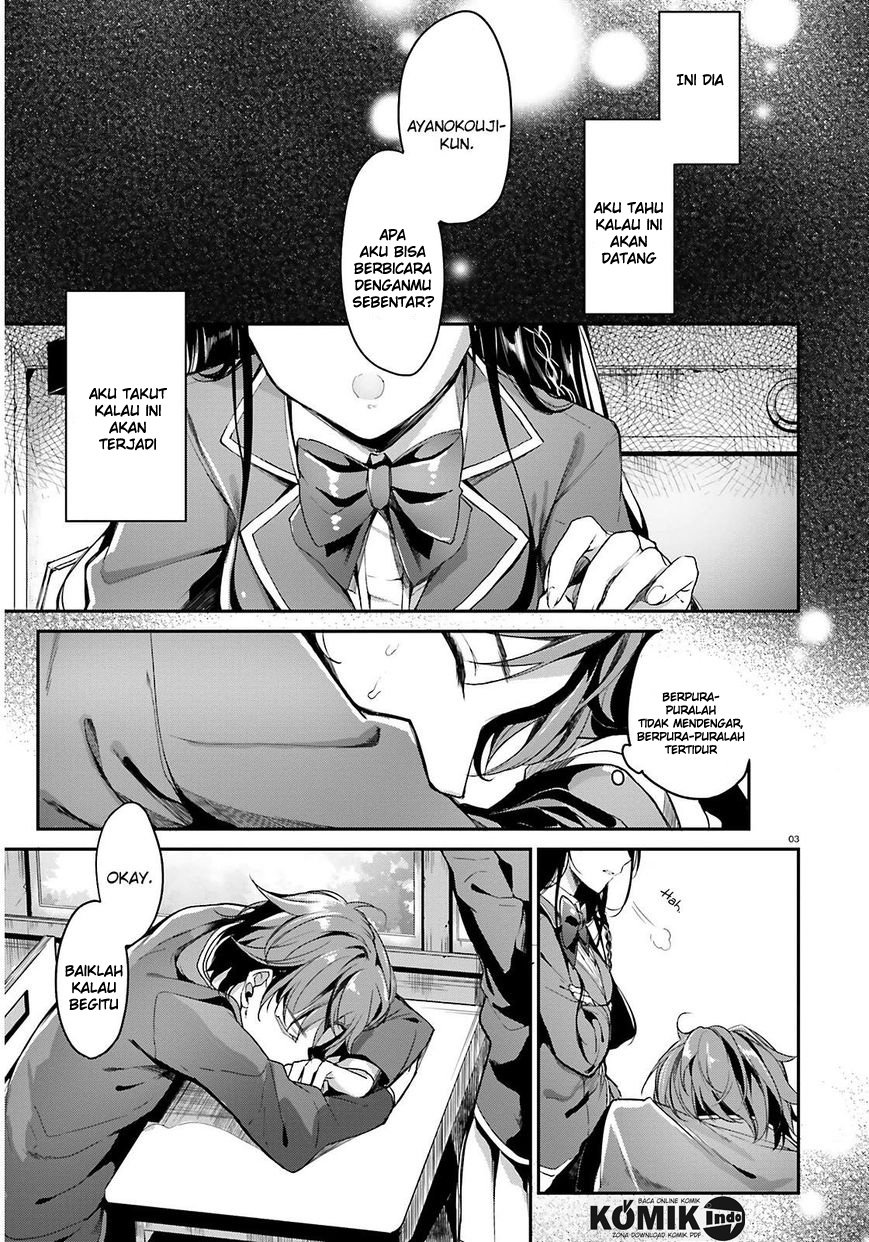 INI DIA
AKU TAHU
KALAU INI
AKAN
DATANG
AYANOKOUJI-
KUN.
APA
AKU BISA
BERBICARA
DENGANMU
SEBENTAR?
AKU TAKUT
KALAU INI
AKAN
TERJADI
BERPURA-
PURALAH
TIDAK MENDENGAR,
BERPURA-PURALAH
TERTIDUR
03
Hah.
OKAY.
BAIKLAH
KALAU
BEGITU
BACA ONLINE KOMIK
KOMIK Indo
ZONA DOWNLOAD KOMIK PDF